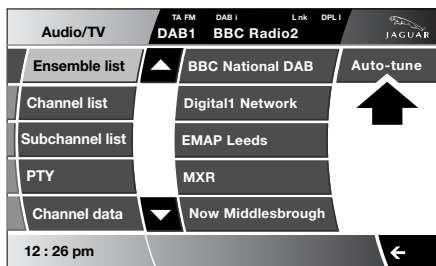 TA FM DAB i Lnk DPL I
Audio/TV DAB1 BBC Radio2 JAGUAR
Ensemble list BBC National DAB Auto-tune
Channel list Digital1 Network
Subchannel list EMAP Leeds
PTY MXR
Channel data Now Middlesbrough
12 : 26 pm